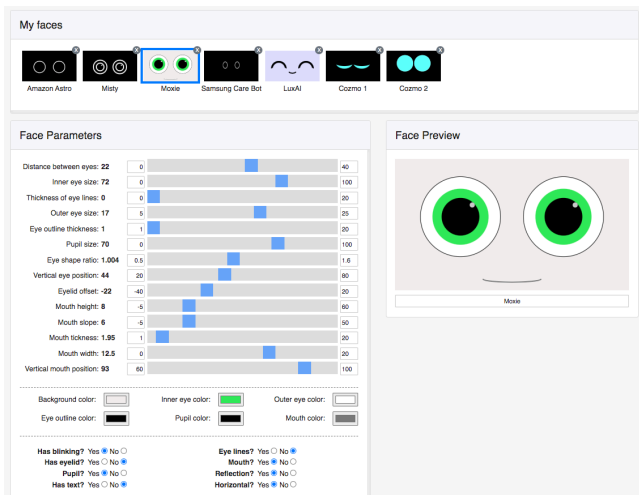 My faces
X X X X X X X
Amazon Astro Misty Moxie Samsung Care Bot LuxAI Cozmo 1 Cozmo 2
Face Parameters
Distance between eyes: 22 0 40
Inner eye size: 72 0 100
Thickness of eye lines: 0 0 20
Outer eye size: 17 5 25
Eye outline thickness: 1 1 20
Pupil size: 70 0 100
Eye shape ratio: 1.004 0.5 1.6
Vertical eye position: 44 20 80
Eyelid offset: -22 -40 20
Mouth height: 8 -5 60
Mouth slope: 6 -5 50
Mouth tickness: 1.95 1 20
Mouth width: 12.5 0 20
Vertical mouth position: 93 60 100
Background color: Inner eye color: Outer eye color:
Eye outline color: Pupil color: Mouth color:
Has blinking? Yes No Eye lines? Yes No
Has eyelid? Yes No Mouth? Yes No
Pupil? Yes No Reflection? Yes No
Has text? Yes No Horizontal? Yes No
Face Preview
Moxie